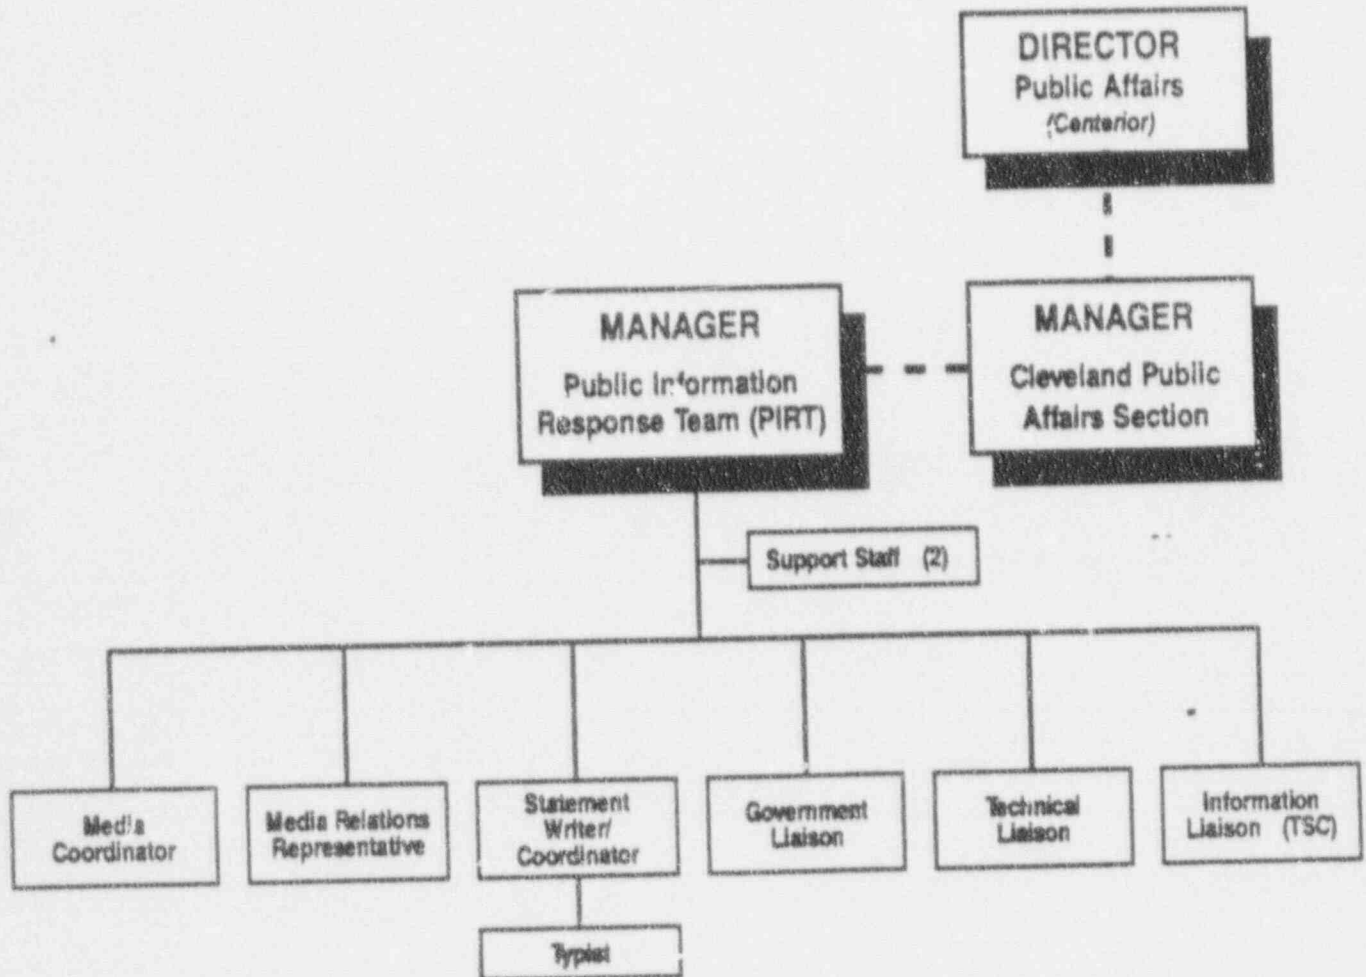 DIRECTOR
Public Affairs
(Centerior)
MANAGER
Public Information
Response Team (PIRT)
MANAGER
Cleveland Public
Affairs Section
Support Staff (2)
Media
Coordinator
Media Relations
Representative
Statement
Writer/
Coordinator
Government
Liaison
Technical
Liaison
Information
Liaison (TSC)
Typist